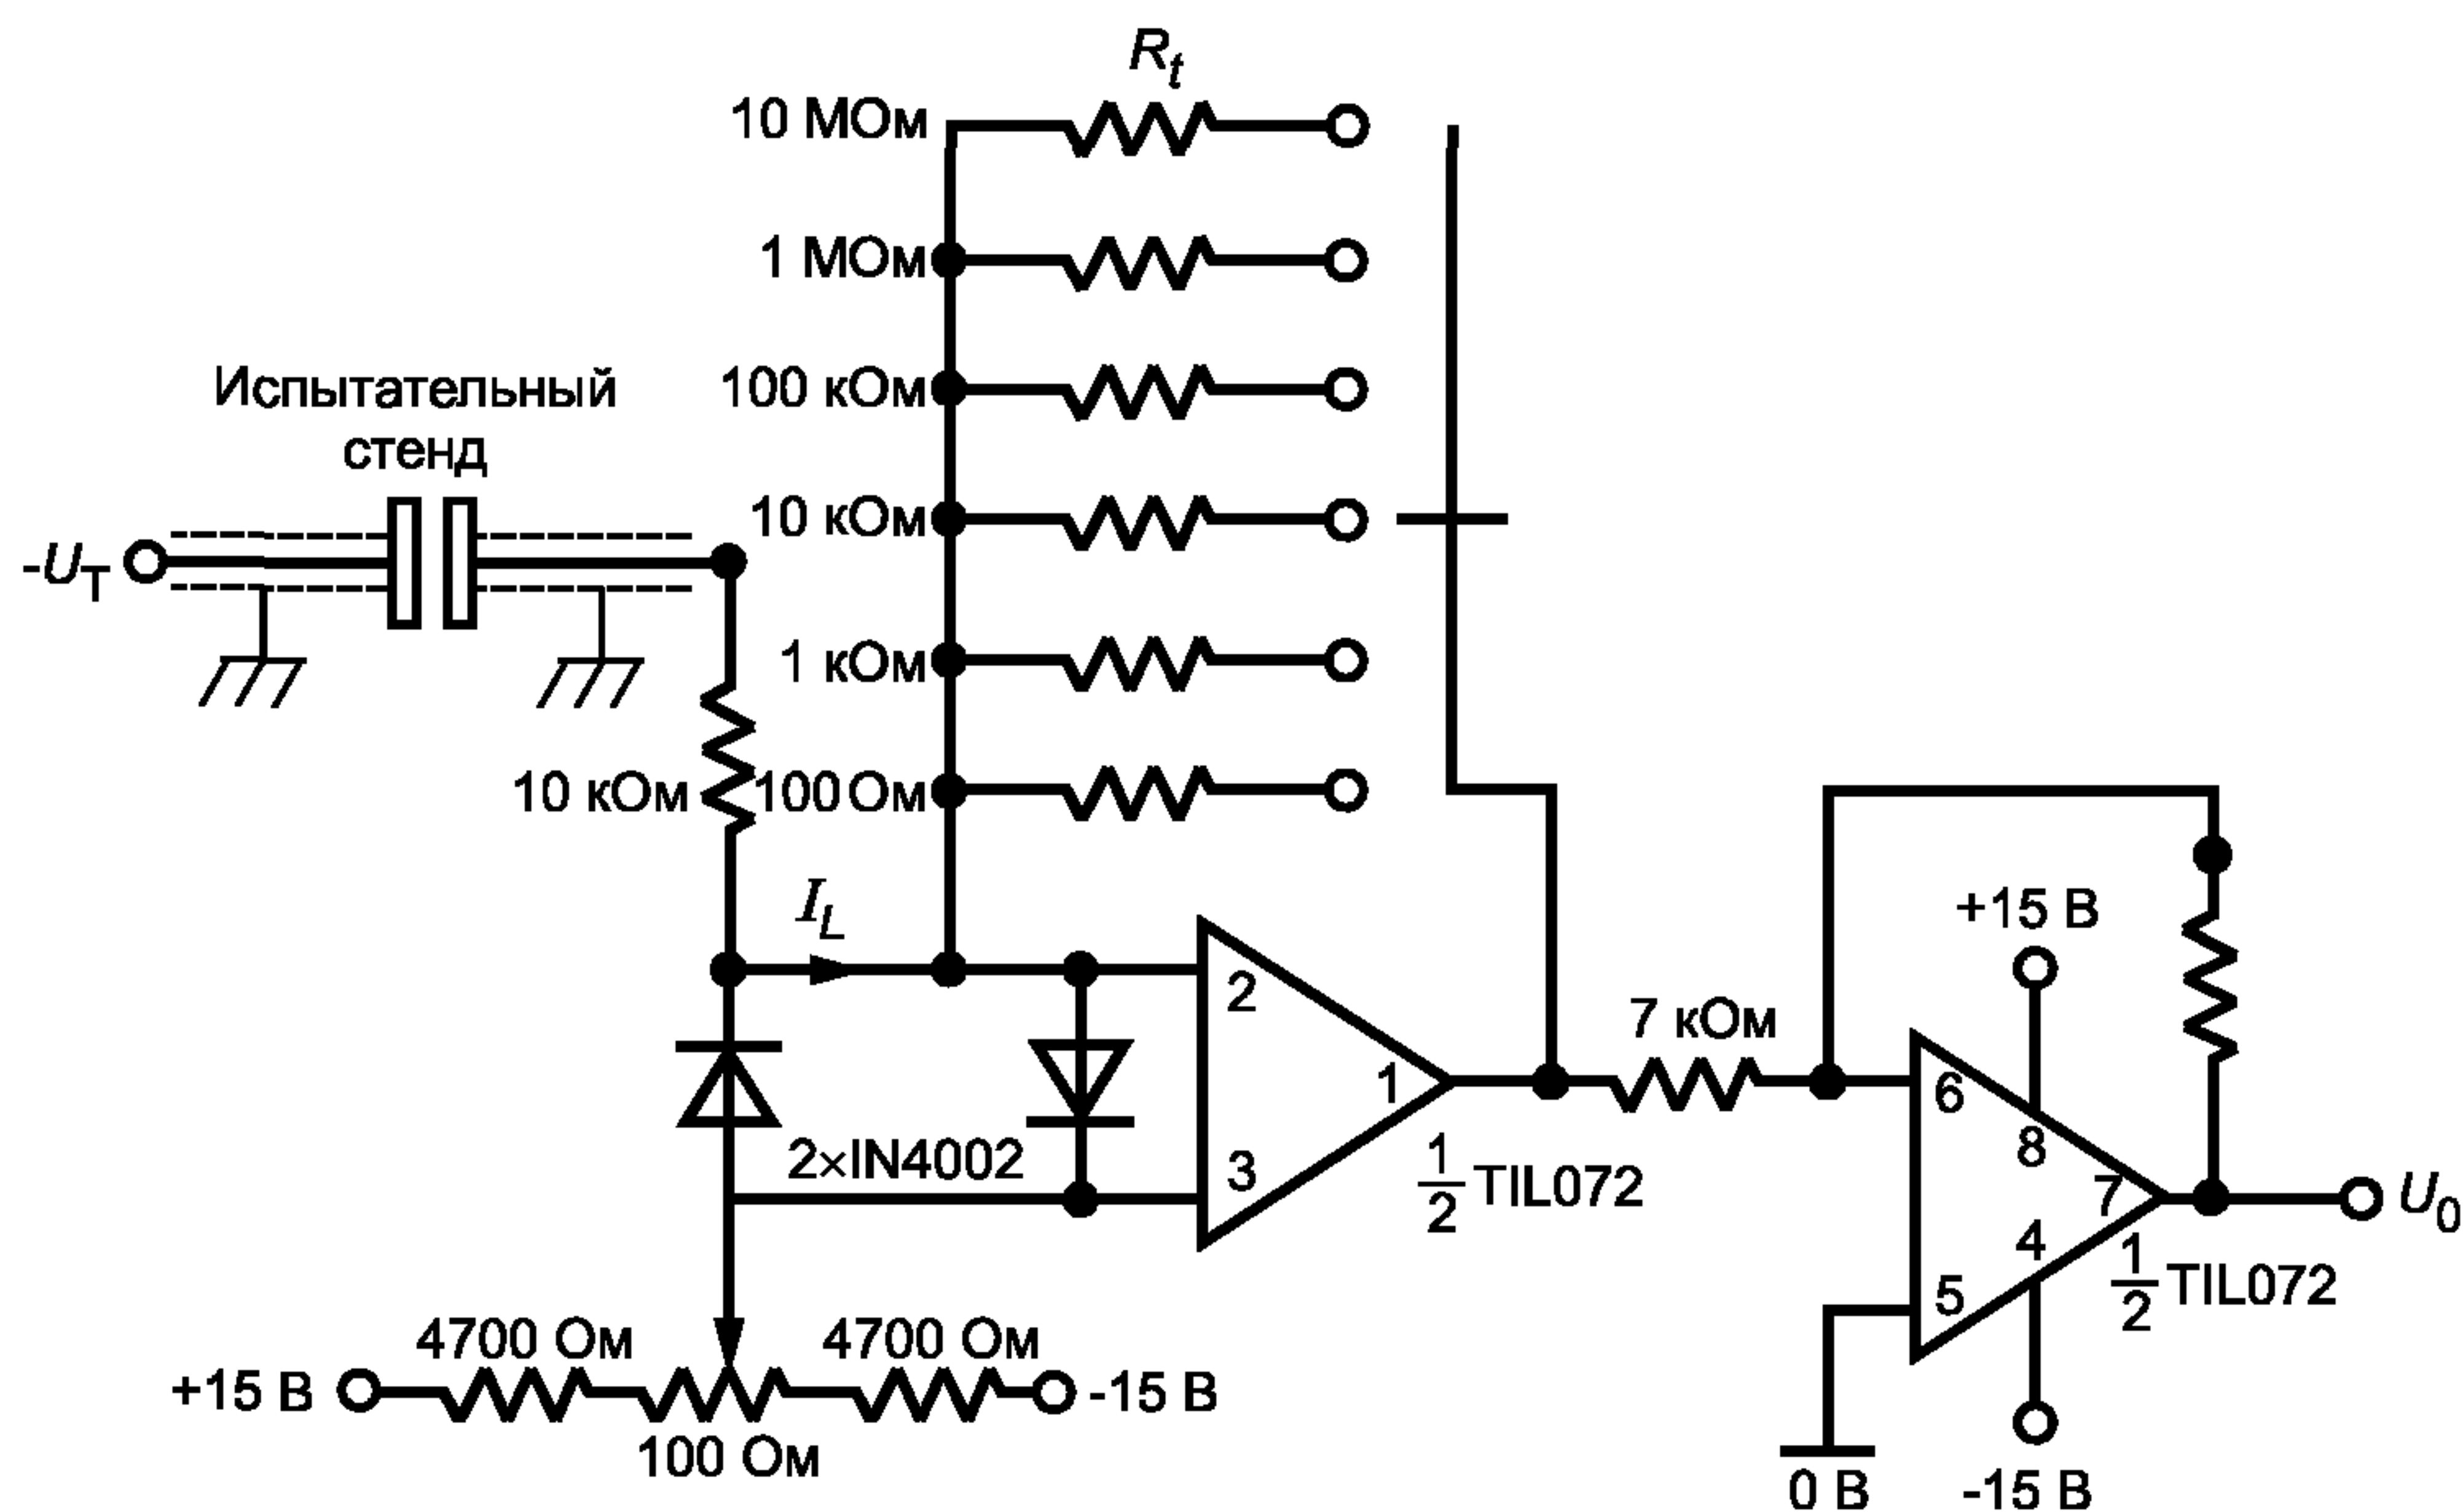 R_t
10 МОм
1 МОм
100 кОм
Испытательный
стенд
10 кОм
-U_T
1 кОм
10 кОм
100 Ом
I_L
+15 В
2
7 кОм
1
6
8
2×IN4002
3
1/2 TIL072
7
U_0
4
5
1/2 TIL072
4700 Ом
4700 Ом
+15 В
-15 В
100 Ом
0 В
-15 В